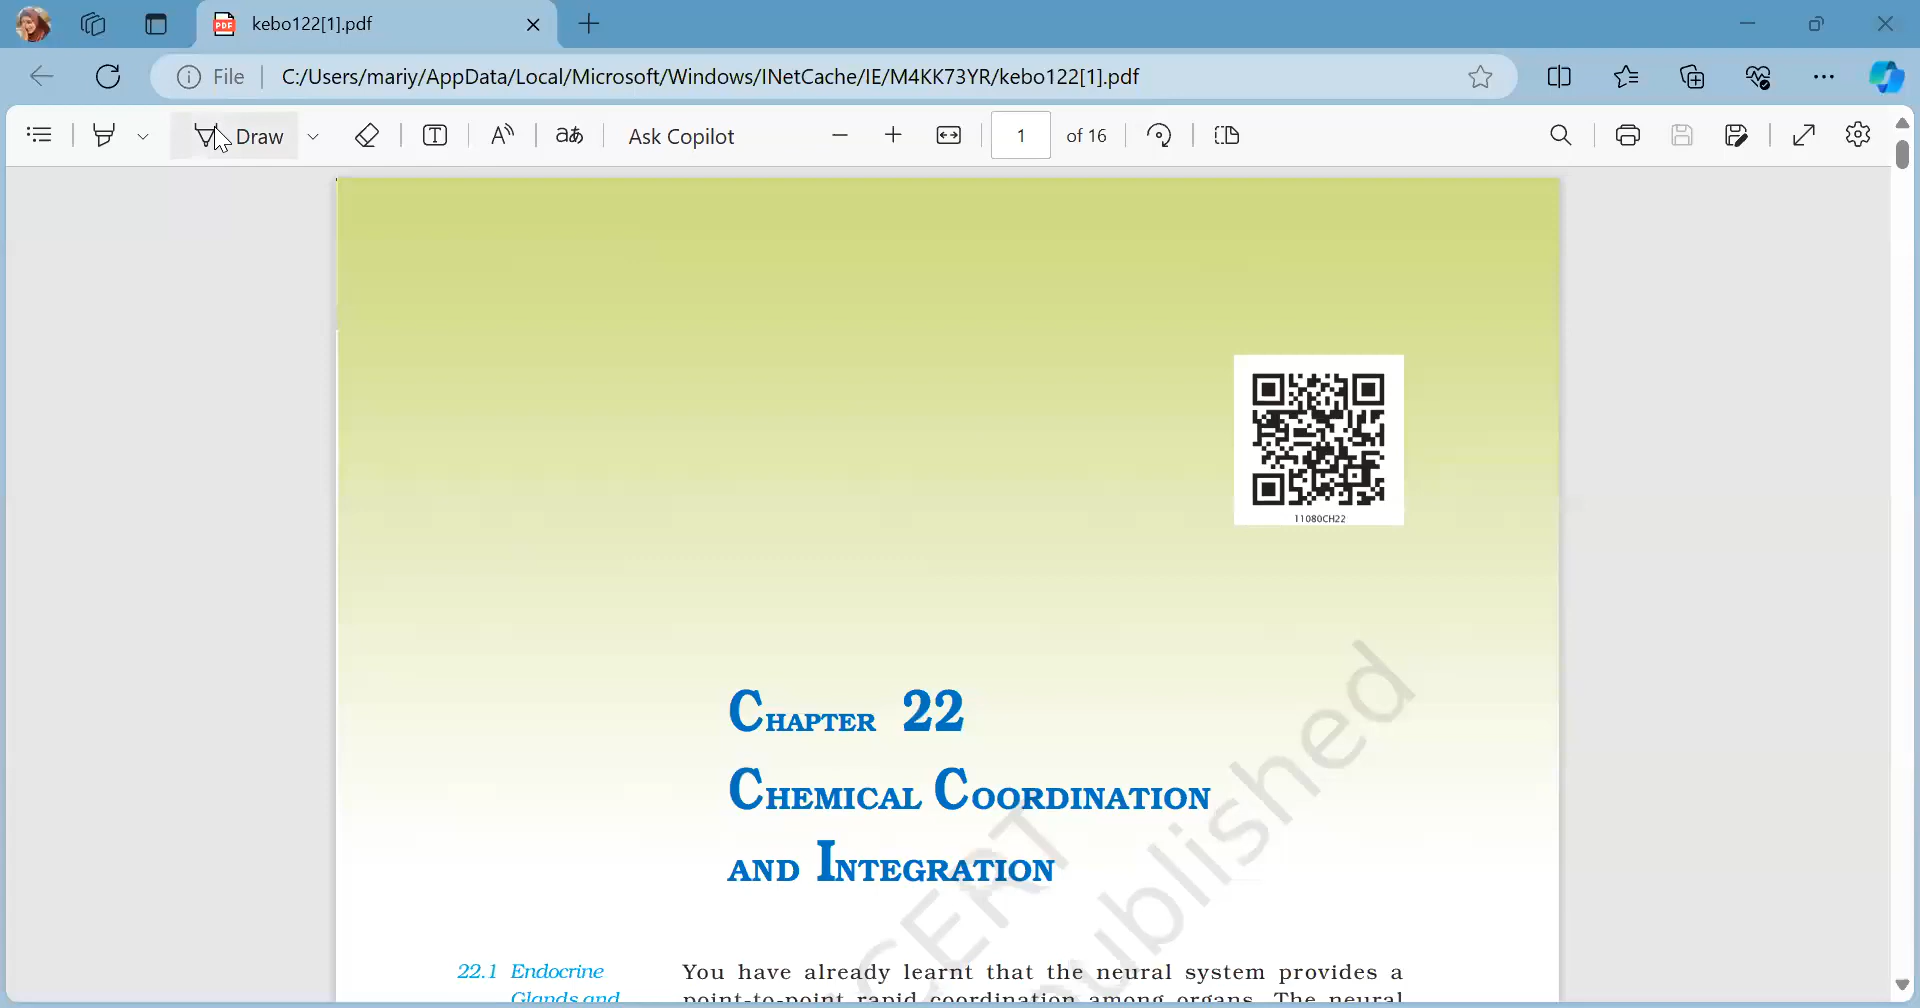 kebo122[1].pdf
File
C:/Users/mariy/AppData/Local/Microsoft/Windows/INetCache/IE/M4KK73YR/kebo122[1].pdf
Draw
aあ
Ask Copilot
1
of 16
11080CH22
CHAPTER 22
CHEMICAL COORDINATION
AND INTEGRATION
22.1 Endocrine
You have already learnt that the neural system provides a
Glands and
point-to-point rapid coordination among organs. The neural